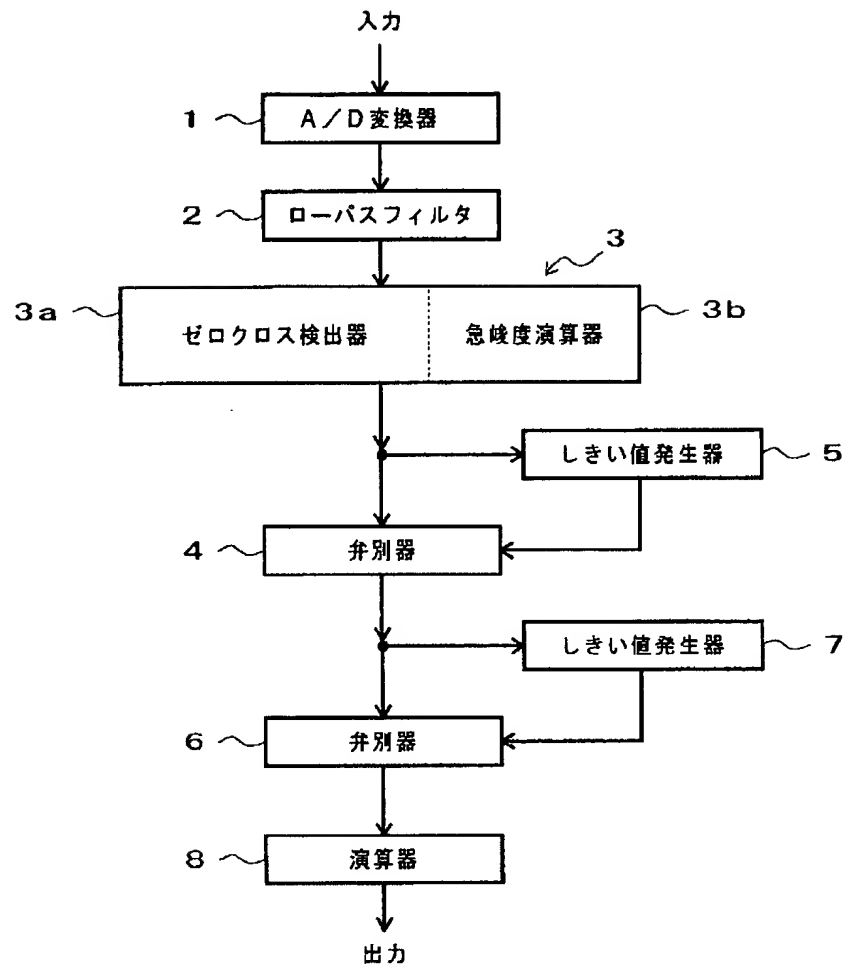 入力
1 A/D変換器
2 ローパスフィルタ
3
3a ゼロクロス検出器 急峻度演算器 3b
しきい値発生器 5
4 弁別器
しきい値発生器 7
6 弁別器
8 演算器
出力